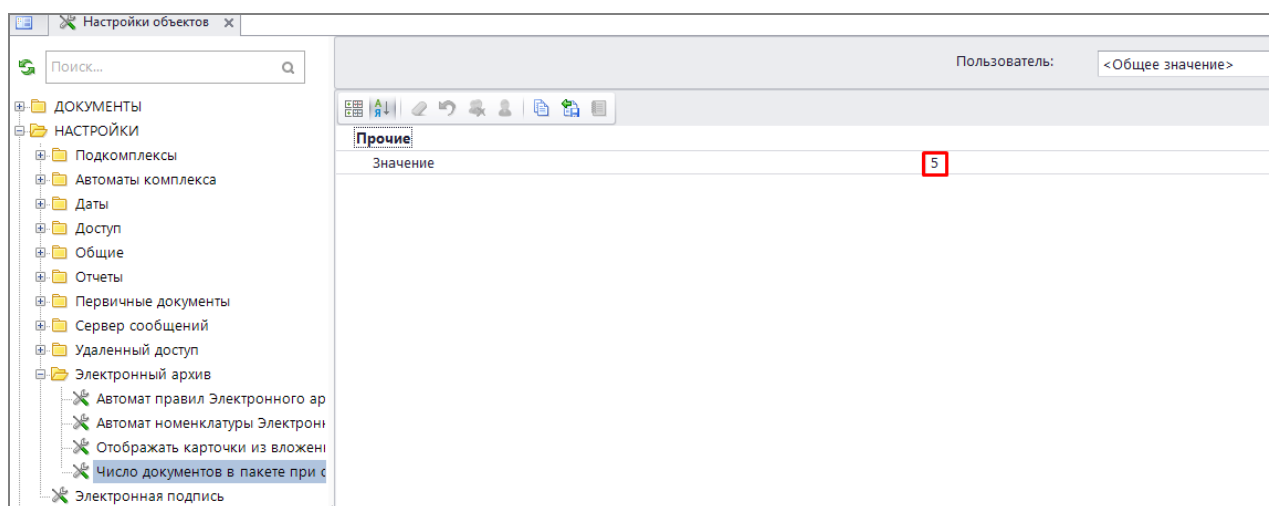 Настройки объектов x
Поиск...
Пользователь: <Общее значение>
ДОКУМЕНТЫ
НАСТРОЙКИ
Подкомплексы
Автоматы комплекса
Даты
Доступ
Общие
Отчеты
Первичные документы
Сервер сообщений
Удаленный доступ
Электронный архив
Автомат правил Электронного ар
Автомат номенклатуры Электрон
Отображать карточки из вложен
Число документов в пакете при с
Электронная подпись
Прочие
Значение 5